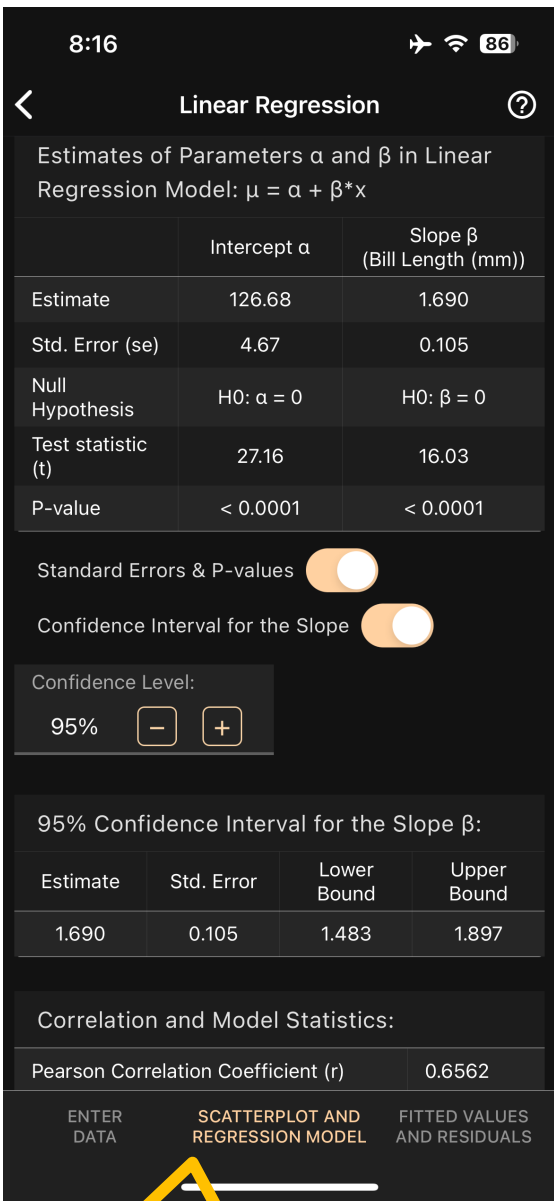 8:16
86
Linear Regression
?
Estimates of Parameters α and β in Linear
Regression Model: μ = α + β*x
Intercept α
Slope β
(Bill Length (mm))
Estimate 126.68 1.690
Std. Error (se) 4.67 0.105
Null
Hypothesis
H0: α = 0 H0: β = 0
Test statistic
(t)
27.16 16.03
P-value < 0.0001 < 0.0001
Standard Errors & P-values
Confidence Interval for the Slope
Confidence Level:
95% − +
95% Confidence Interval for the Slope β:
Estimate Std. Error
Lower
Bound
Upper
Bound
1.690 0.105 1.483 1.897
Correlation and Model Statistics:
Pearson Correlation Coefficient (r) 0.6562
ENTER
DATA
SCATTERPLOT AND
REGRESSION MODEL
FITTED VALUES
AND RESIDUALS